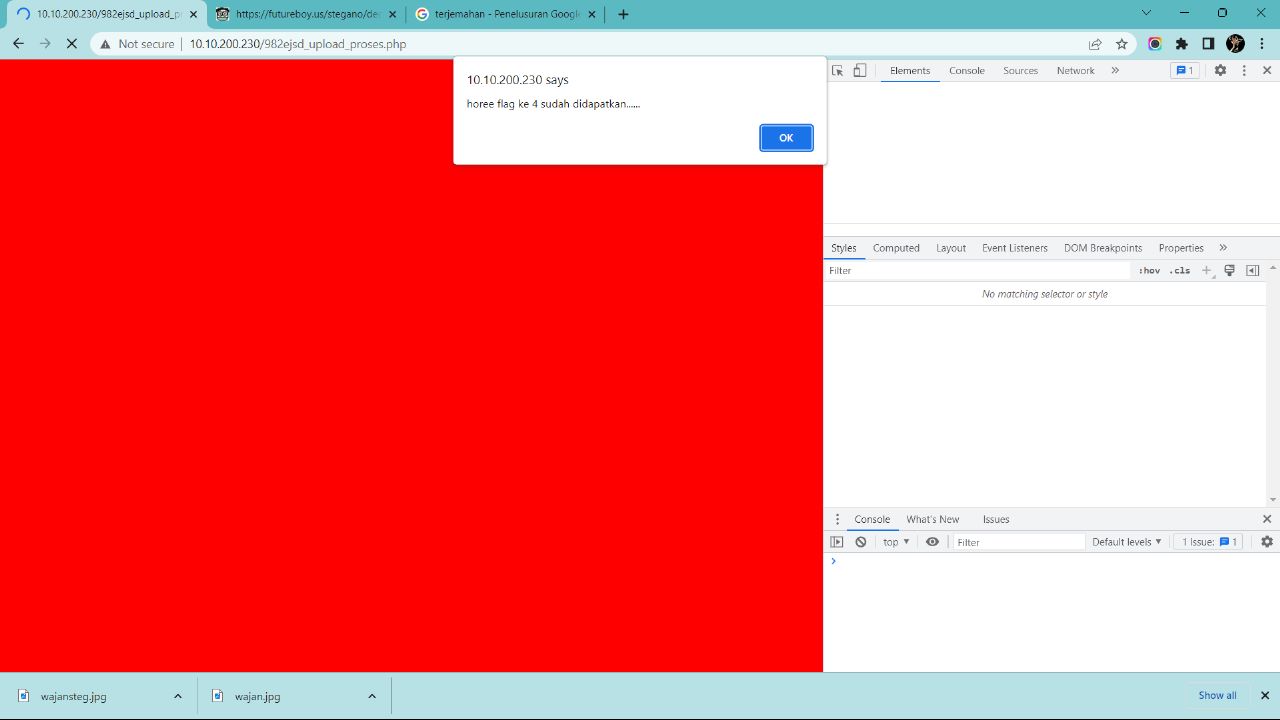 10.10.200.230/982ejsd_upload_p
https://futureboy.us/stegano/de
terjemahan - Penelusuran Google
Not secure
10.10.200.230/982ejsd_upload_proses.php
10.10.200.230 says
horee flag ke 4 sudah didapatkan......
OK
Elements
Console
Sources
Network
1
Styles
Computed
Layout
Event Listeners
DOM Breakpoints
Properties
Filter
:hov
.cls
No matching selector or style
Console
What's New
Issues
top
Filter
Default levels
1 Issue:
1
wajansteg.jpg
wajan.jpg
Show all